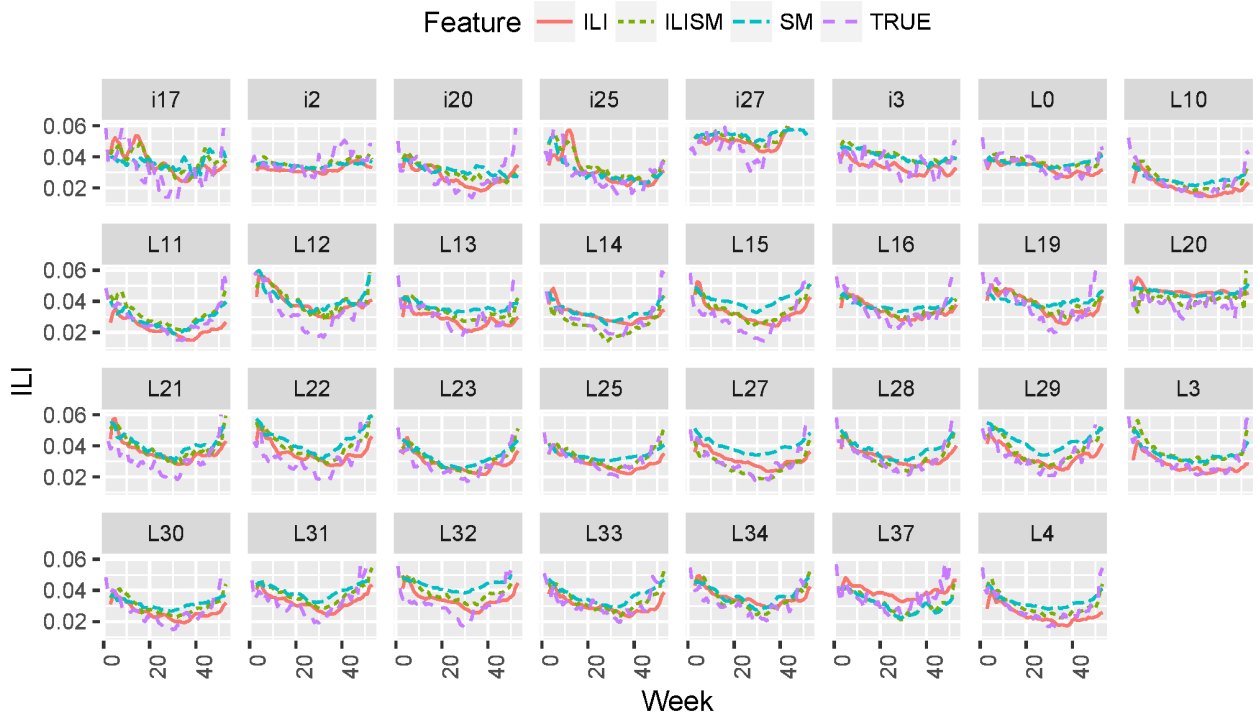 Feature ILI ILISM SM TRUE
i17 i2 i20 i25 i27 i3 L0 L10
0.06
0.04
0.02
L11 L12 L13 L14 L15 L16 L19 L20
0.06
0.04
0.02
L21 L22 L23 L25 L27 L28 L29 L3
0.06
0.04
0.02
L30 L31 L32 L33 L34 L37 L4
0.06
0.04
0.02
0 20 40 0 20 40 0 20 40 0 20 40 0 20 40 0 20 40 0 20 40
ILI
Week